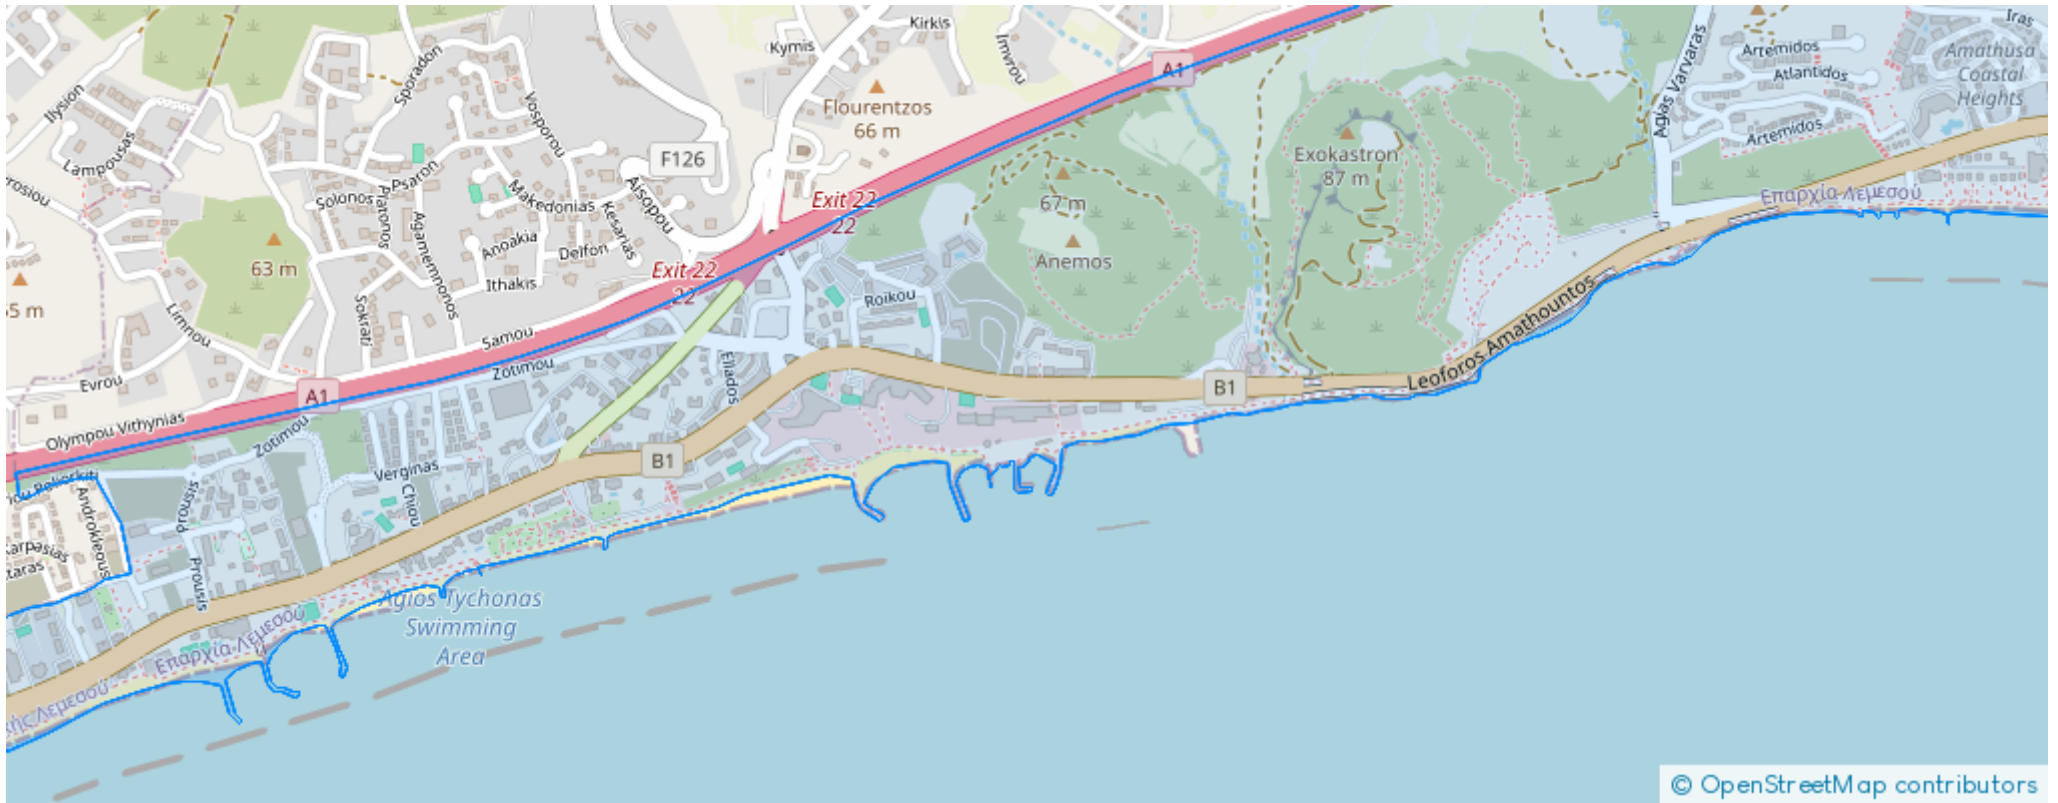 Kirkis
Iras
Kymis
Imvrou
Artemidos
Amathusa
Coastal
Heights
Sporadon
A1
Atlantidos
Agias Varvaras
Ilysion
Vosporou
Flourentzos
66 m
Artemidos
Lampousas
F126
Exokastron
87 m
Psaron
Makedonias
Aisopou
Solonos
Platonos
Exit 22
22
67 m
Επαρχία Λεμεσού
Agamemnonos
Kesarias
Anoakia
Delfon
63 m
Exit 22
22
Anemos
Ithakis
Roikou
Limnou
Sokrati
Samou
Leoforos Amathountos
Zotimou
Eliados
Evrou
A1
B1
Olympou Vithynias
Zotimou
B1
Verginas
Chiou
Androkleous
Prousis
Karpasias
Prousis
Agios Tychonas
Swimming
Area
Επαρχία Λεμεσού
Λεμεσού
© OpenStreetMap contributors